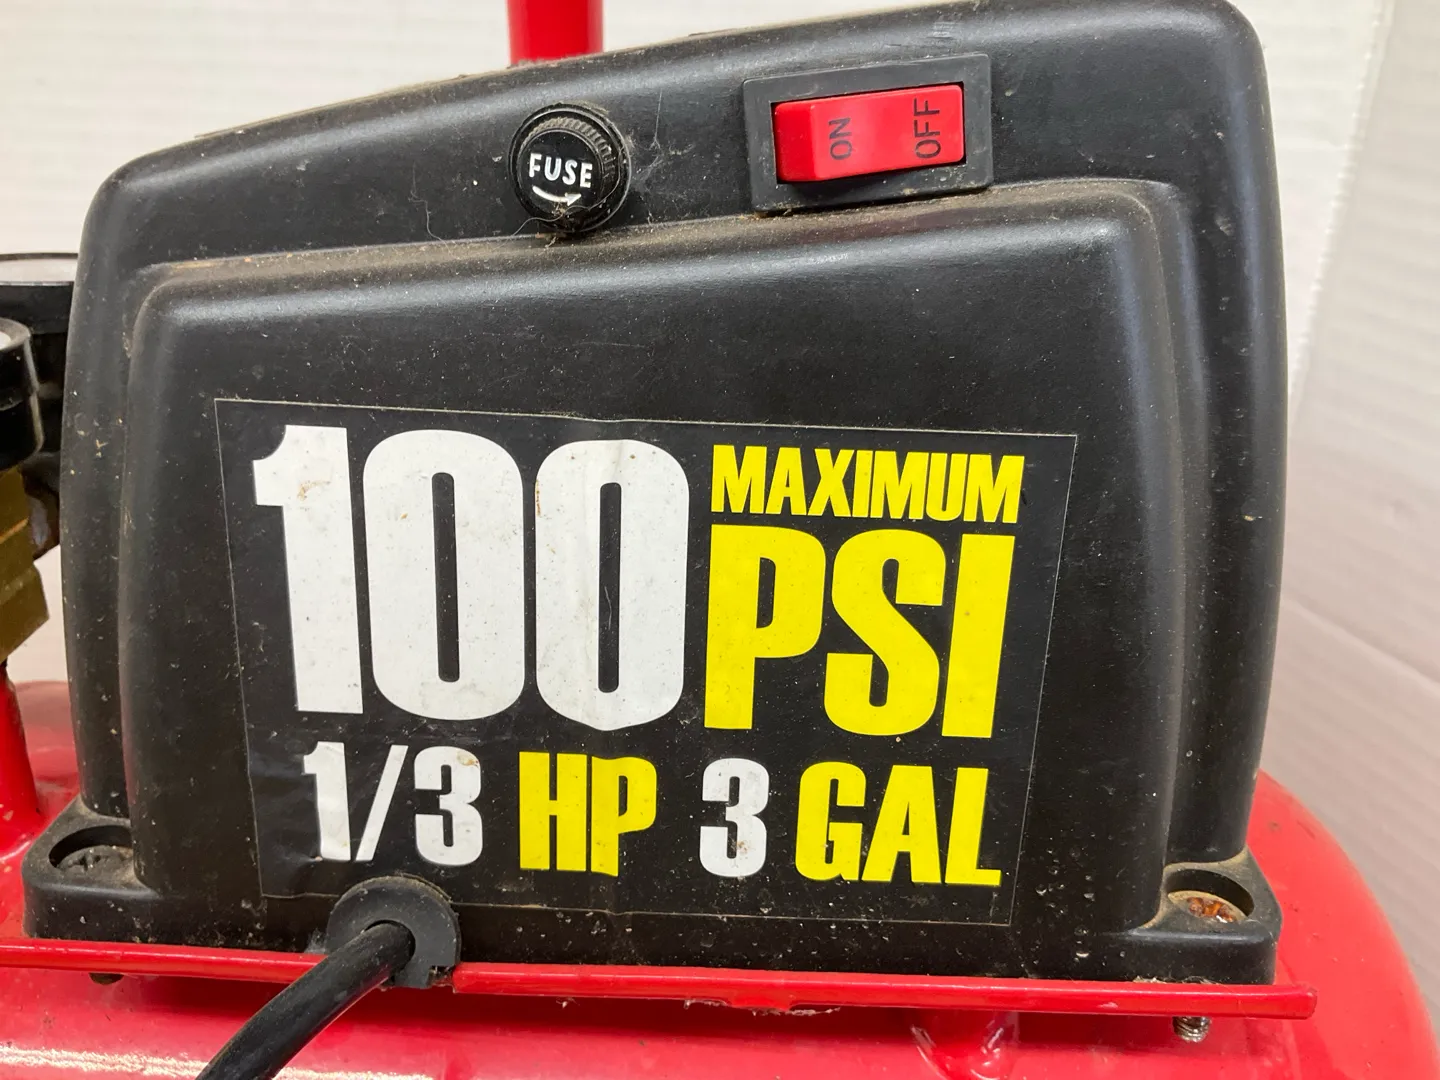 FUSE
ON OFF
100 MAXIMUM PSI
1/3 HP 3 GAL